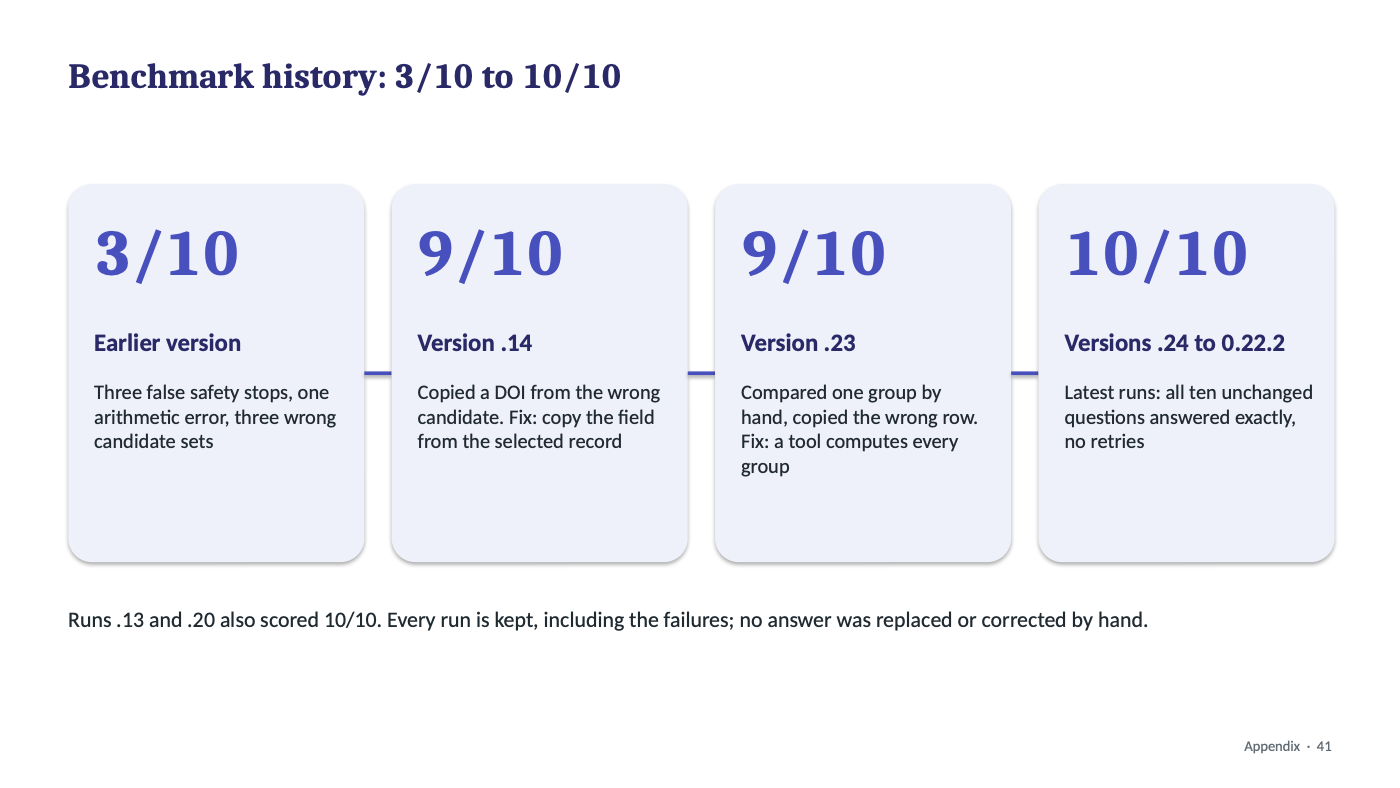 Benchmark history: 3/10 to 10/10
3/10
Earlier version
Three false safety stops, one
arithmetic error, three wrong
candidate sets
9/10
Version .14
Copied a DOI from the wrong
candidate. Fix: copy the field
from the selected record
9/10
Version .23
Compared one group by
hand, copied the wrong row.
Fix: a tool computes every
group
10/10
Versions .24 to 0.22.2
Latest runs: all ten unchanged
questions answered exactly,
no retries
Runs .13 and .20 also scored 10/10. Every run is kept, including the failures; no answer was replaced or corrected by hand.
Appendix · 41